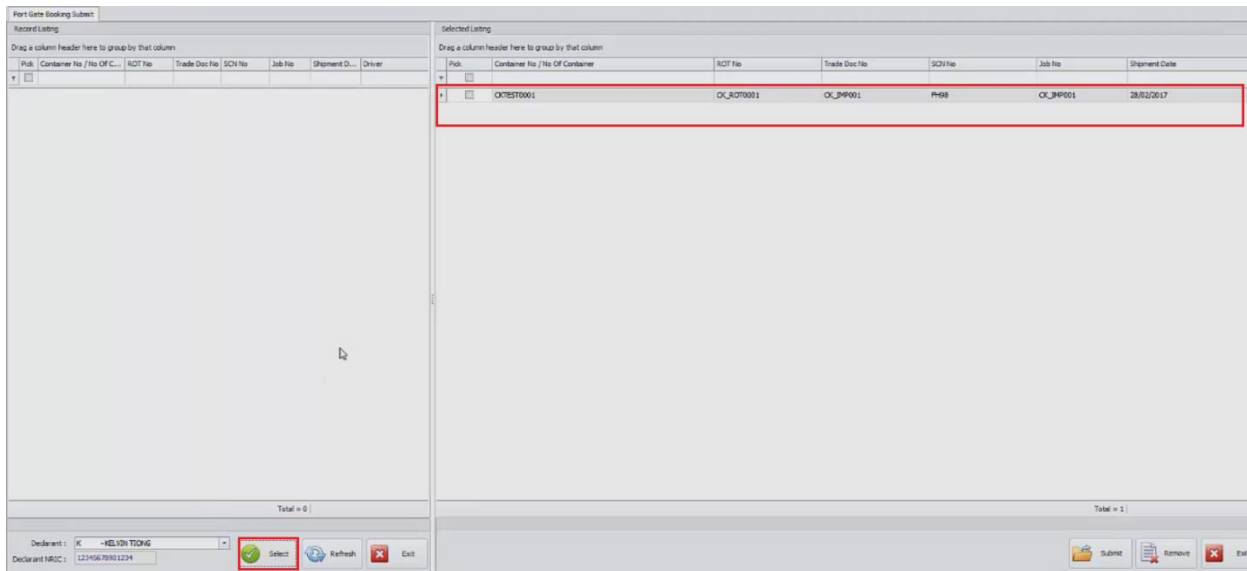 Port Gate Booking Submit
Record Listing
Drag a column header here to group by that column
Pick Container No / No Of C... ROT No Trade Doc No SCN No Job No Shipment D... Driver
Total = 0
Declarant : K - KELVIN TIONG
Declarant NRIC : 12345678901234
Select Refresh Exit
Selected Listing
Drag a column header here to group by that column
Pick Container No / No Of Container ROT No Trade Doc No SCN No Job No Shipment Date
CKTEST0001 CK_ROT0001 CK_IMP001 CK_IMP001 28/02/2017
Total = 1
Submit Remove